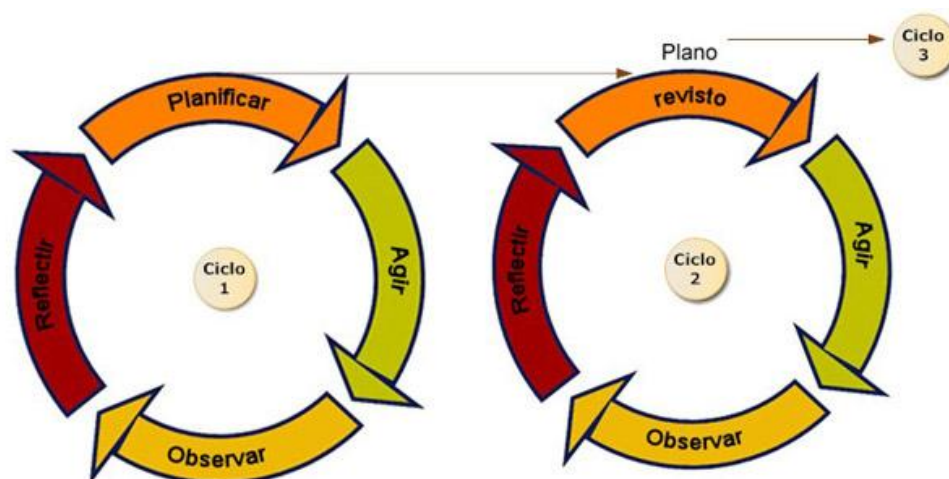 Planificar
Agir
Observar
Reflectir
Ciclo
1
Plano
revisto
Agir
Observar
Reflectir
Ciclo
2
Ciclo
3